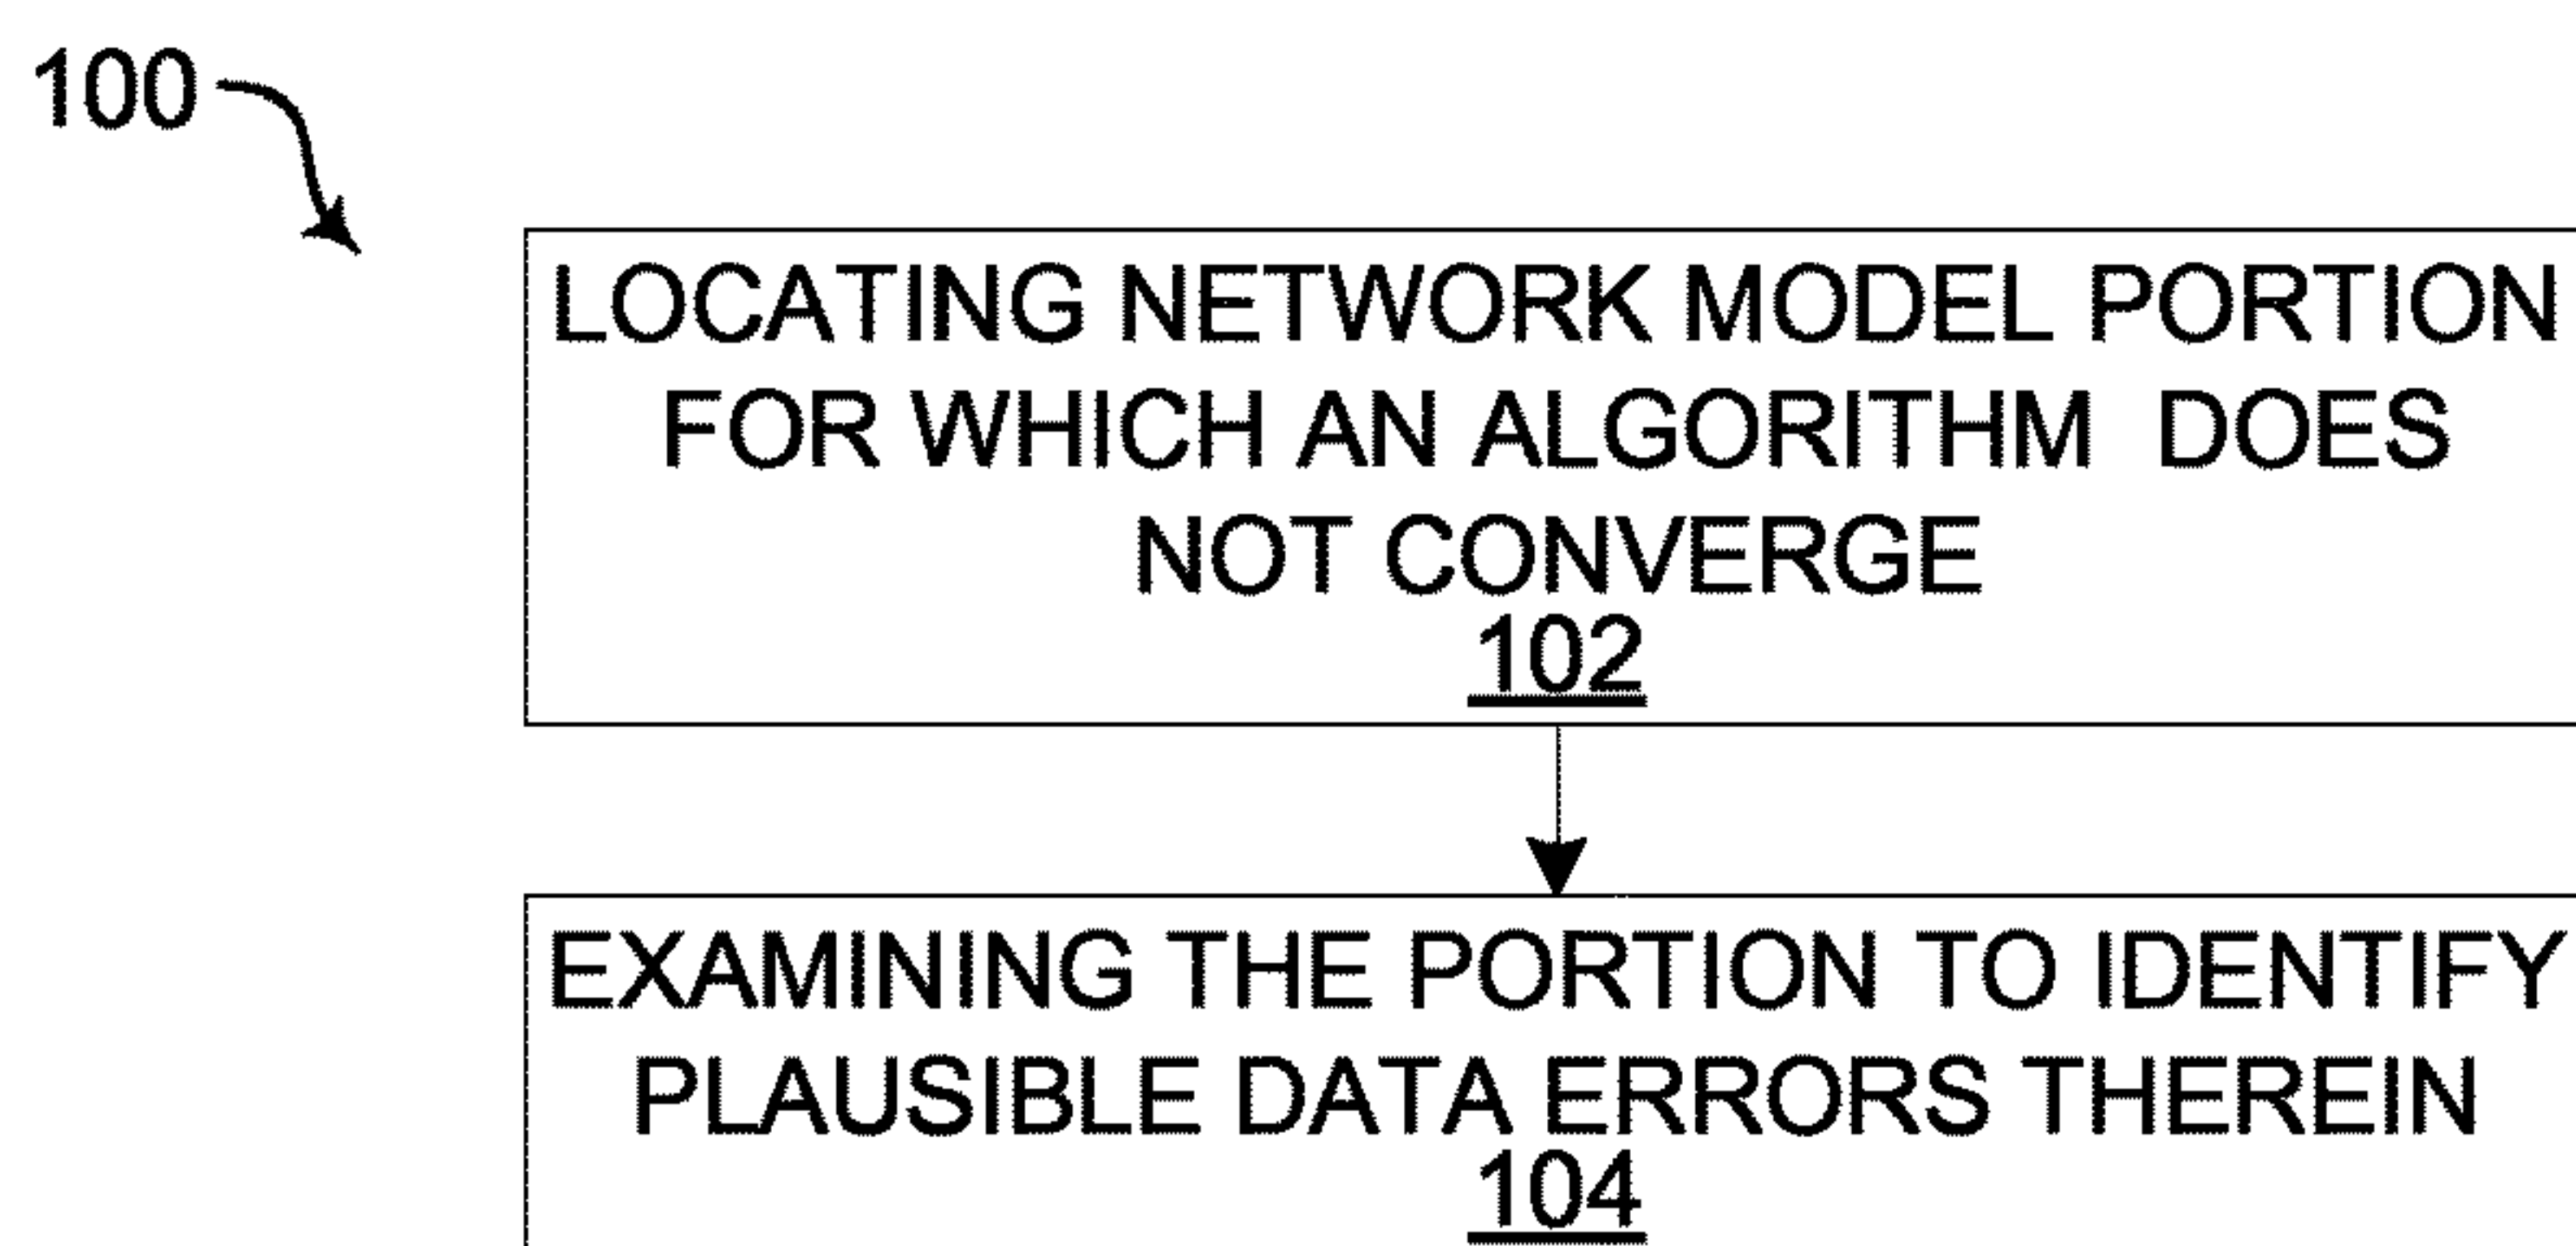 100
LOCATING NETWORK MODEL PORTION
FOR WHICH AN ALGORITHM DOES
NOT CONVERGE
102
EXAMINING THE PORTION TO IDENTIFY
PLAUSIBLE DATA ERRORS THEREIN
104